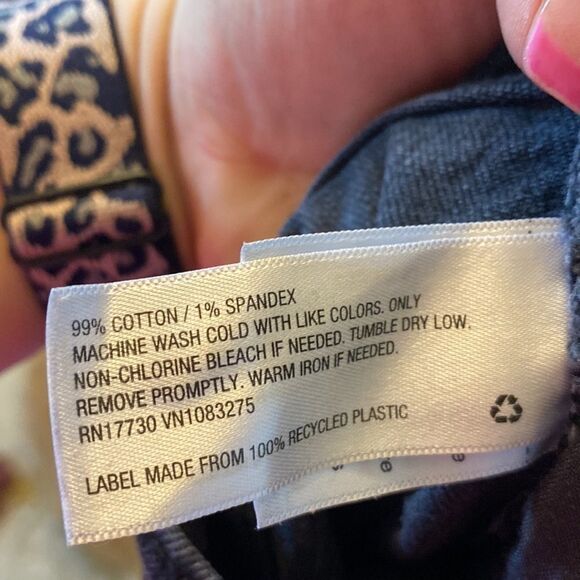 99% COTTON / 1% SPANDEX
MACHINE WASH COLD WITH LIKE COLORS. ONLY
NON-CHLORINE BLEACH IF NEEDED. TUMBLE DRY LOW.
REMOVE PROMPTLY. WARM IRON IF NEEDED.
RN17730 VN1083275
LABEL MADE FROM 100% RECYCLED PLASTIC